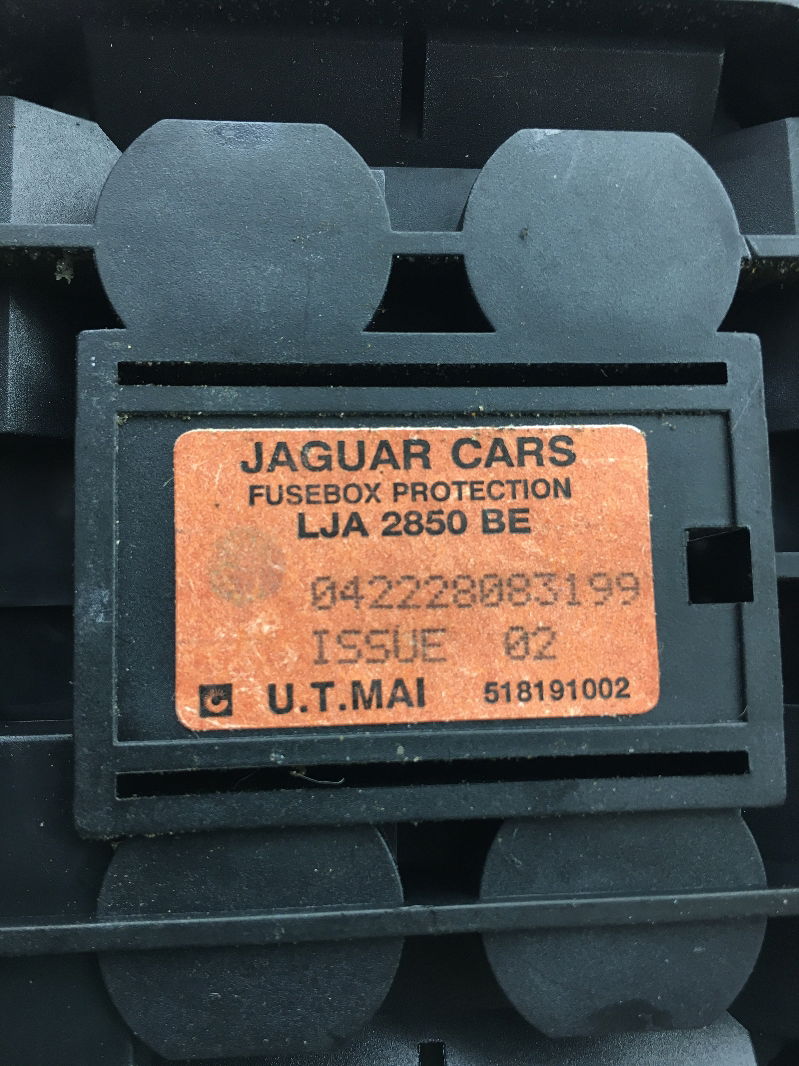 JAGUAR CARS
FUSEBOX PROTECTION
LJA 2850 BE
042228083199
ISSUE 02
U.T.MAI 518191002